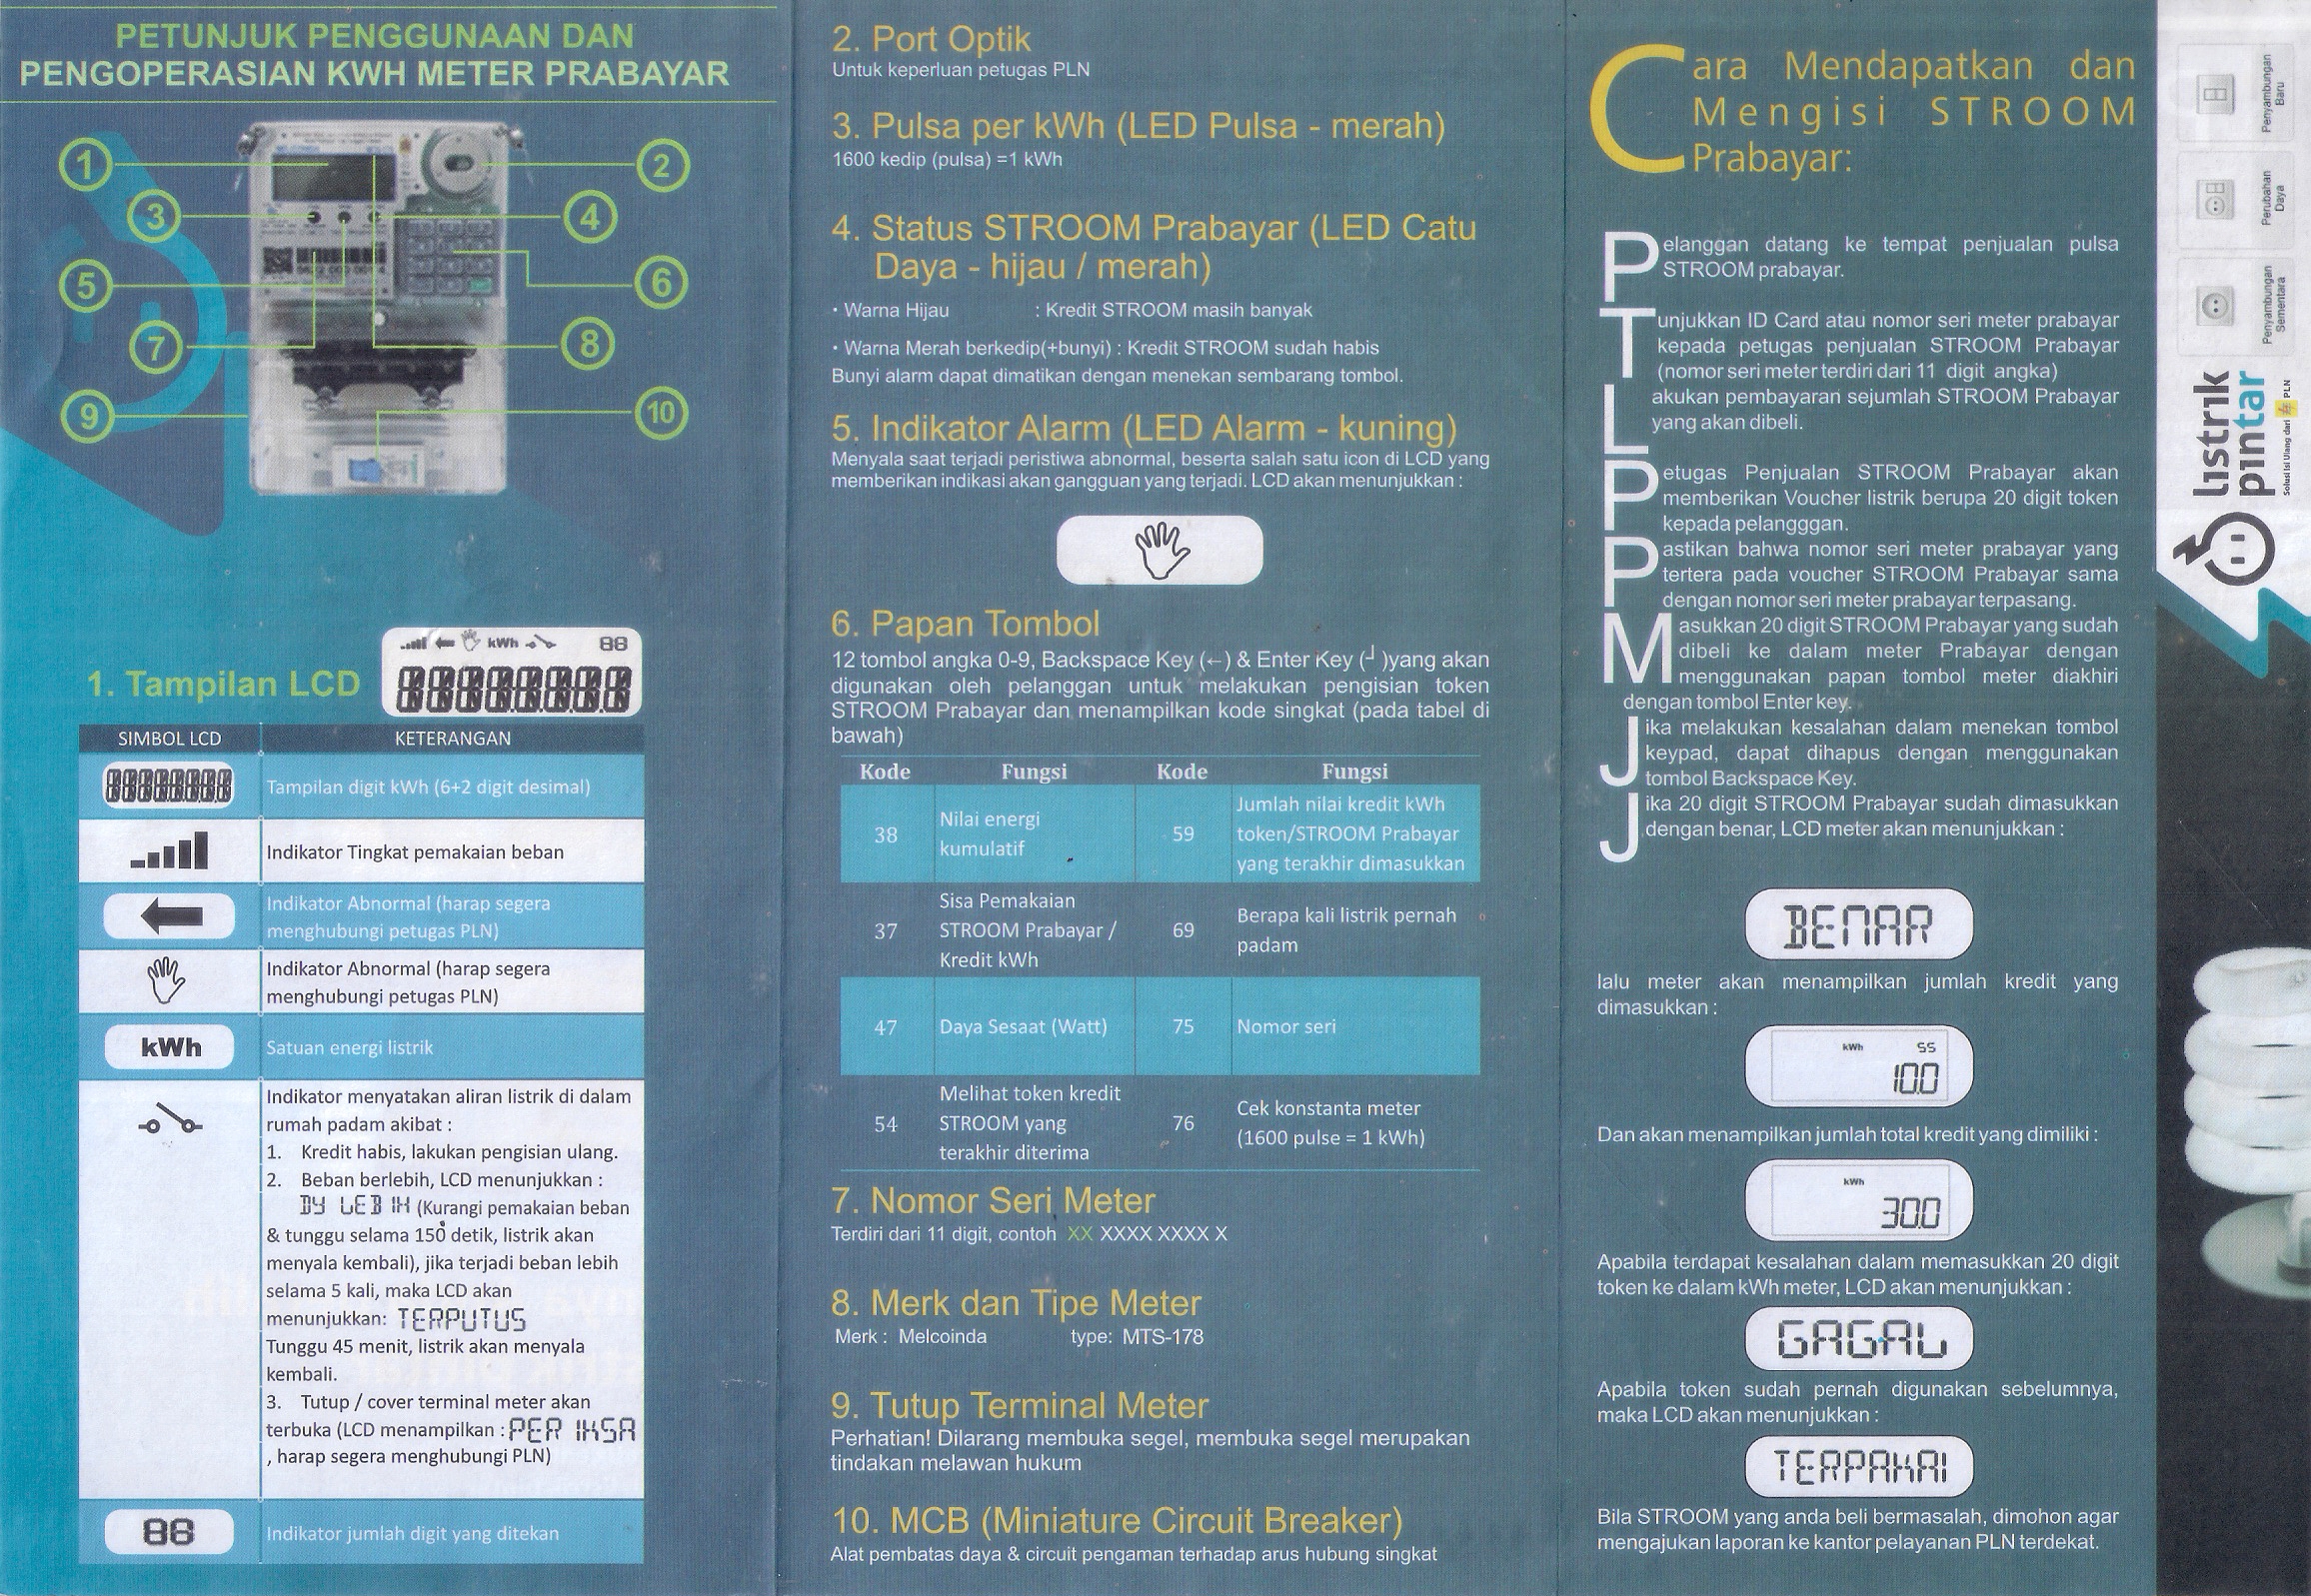 PETUNJUK PENGGUNAAN DAN
PENGOPERASIAN KWH METER PRABAYAR
1
2
3
4
5
6
7
8
9
10
kWh 88
88888888
1. Tampilan LCD
SIMBOL LCD KETERANGAN
88888888 Tampilan digit kWh (6+2 digit desimal)
Indikator Tingkat pemakaian beban
Indikator Abnormal (harap segera
menghubungi petugas PLN)
Indikator Abnormal (harap segera
menghubungi petugas PLN)
kWh Satuan energi listrik
Indikator menyatakan aliran listrik di dalam
rumah padam akibat :
1. Kredit habis, lakukan pengisian ulang.
2. Beban berlebih, LCD menunjukkan :
DY LEBIH (Kurangi pemakaian beban
& tunggu selama 150 detik, listrik akan
menyala kembali), jika terjadi beban lebih
selama 5 kali, maka LCD akan
menunjukkan: TERPUTUS
Tunggu 45 menit, listrik akan menyala
kembali.
3. Tutup / cover terminal meter akan
terbuka (LCD menampilkan : PERIKSA
, harap segera menghubungi PLN)
88 Indikator jumlah digit yang ditekan
2. Port Optik
Untuk keperluan petugas PLN
3. Pulsa per kWh (LED Pulsa - merah)
1600 kedip (pulsa) =1 kWh
4. Status STROOM Prabayar (LED Catu
Daya - hijau / merah)
• Warna Hijau : Kredit STROOM masih banyak
• Warna Merah berkedip(+bunyi) : Kredit STROOM sudah habis
Bunyi alarm dapat dimatikan dengan menekan sembarang tombol.
5. Indikator Alarm (LED Alarm - kuning)
Menyala saat terjadi peristiwa abnormal, beserta salah satu icon di LCD yang
memberikan indikasi akan gangguan yang terjadi. LCD akan menunjukkan :
6. Papan Tombol
12 tombol angka 0-9, Backspace Key (←) & Enter Key (┘)yang akan
digunakan oleh pelanggan untuk melakukan pengisian token
STROOM Prabayar dan menampilkan kode singkat (pada tabel di
bawah)
Kode Fungsi Kode Fungsi
38 Nilai energi kumulatif 59 Jumlah nilai kredit kWh token/STROOM Prabayar yang terakhir dimasukkan
37 Sisa Pemakaian STROOM Prabayar / Kredit kWh 69 Berapa kali listrik pernah padam
47 Daya Sesaat (Watt) 75 Nomor seri
54 Melihat token kredit STROOM yang terakhir diterima 76 Cek konstanta meter (1600 pulse = 1 kWh)
7. Nomor Seri Meter
Terdiri dari 11 digit, contoh XX XXXX XXXX X
8. Merk dan Tipe Meter
Merk : Melcoinda type: MTS-178
9. Tutup Terminal Meter
Perhatian! Dilarang membuka segel, membuka segel merupakan
tindakan melawan hukum
10. MCB (Miniature Circuit Breaker)
Alat pembatas daya & circuit pengaman terhadap arus hubung singkat
Cara Mendapatkan dan
Mengisi STROOM
Prabayar:
Pelanggan datang ke tempat penjualan pulsa
STROOM prabayar.
Tunjukkan ID Card atau nomor seri meter prabayar
kepada petugas penjualan STROOM Prabayar
(nomor seri meter terdiri dari 11 digit angka)
Lakukan pembayaran sejumlah STROOM Prabayar
yang akan dibeli.
Petugas Penjualan STROOM Prabayar akan
memberikan Voucher listrik berupa 20 digit token
kepada pelangggan.
Pastikan bahwa nomor seri meter prabayar yang
tertera pada voucher STROOM Prabayar sama
dengan nomor seri meter prabayar terpasang.
Masukkan 20 digit STROOM Prabayar yang sudah
dibeli ke dalam meter Prabayar dengan
menggunakan papan tombol meter diakhiri
dengan tombol Enter key.
Jika melakukan kesalahan dalam menekan tombol
keypad, dapat dihapus dengan menggunakan
tombol Backspace Key.
Jika 20 digit STROOM Prabayar sudah dimasukkan
dengan benar, LCD meter akan menunjukkan :
BENAR
lalu meter akan menampilkan jumlah kredit yang
dimasukkan :
kWh SS
10.0
Dan akan menampilkan jumlah total kredit yang dimiliki :
kWh
30.0
Apabila terdapat kesalahan dalam memasukkan 20 digit
token ke dalam kWh meter, LCD akan menunjukkan :
GAGAL
Apabila token sudah pernah digunakan sebelumnya,
maka LCD akan menunjukkan :
TERPAKAI
Bila STROOM yang anda beli bermasalah, dimohon agar
mengajukan laporan ke kantor pelayanan PLN terdekat.
Penyambungan
Baru
Perubahan
Daya
Penyambungan
Sementara
listrik
pintar
Solusi Isi Ulang dari PLN